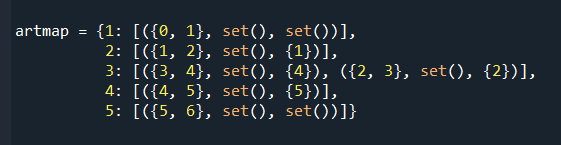 artmap = {1: [({0, 1}, set(), set())],
2: [({1, 2}, set(), {1})],
3: [({3, 4}, set(), {4}), ({2, 3}, set(), {2})],
4: [({4, 5}, set(), {5})],
5: [({5, 6}, set(), set())]}